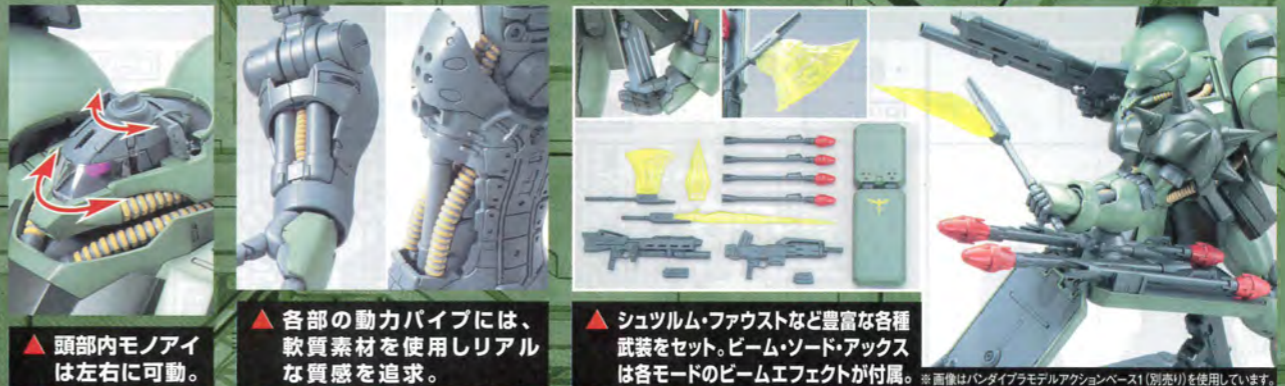 ▲ 頭部内モノアイ
は左右に可動。
▲ 各部の動力パイプには、
軟質素材を使用しリアル
な質感を追求。
▲ シュツルム・ファウストなど豊富な各種
武装をセット。ビーム・ソード・アックス
は各モードのビームエフェクトが付属。
※画像はバンダイプラモデルアクションベース1(別売り)を使用しています。